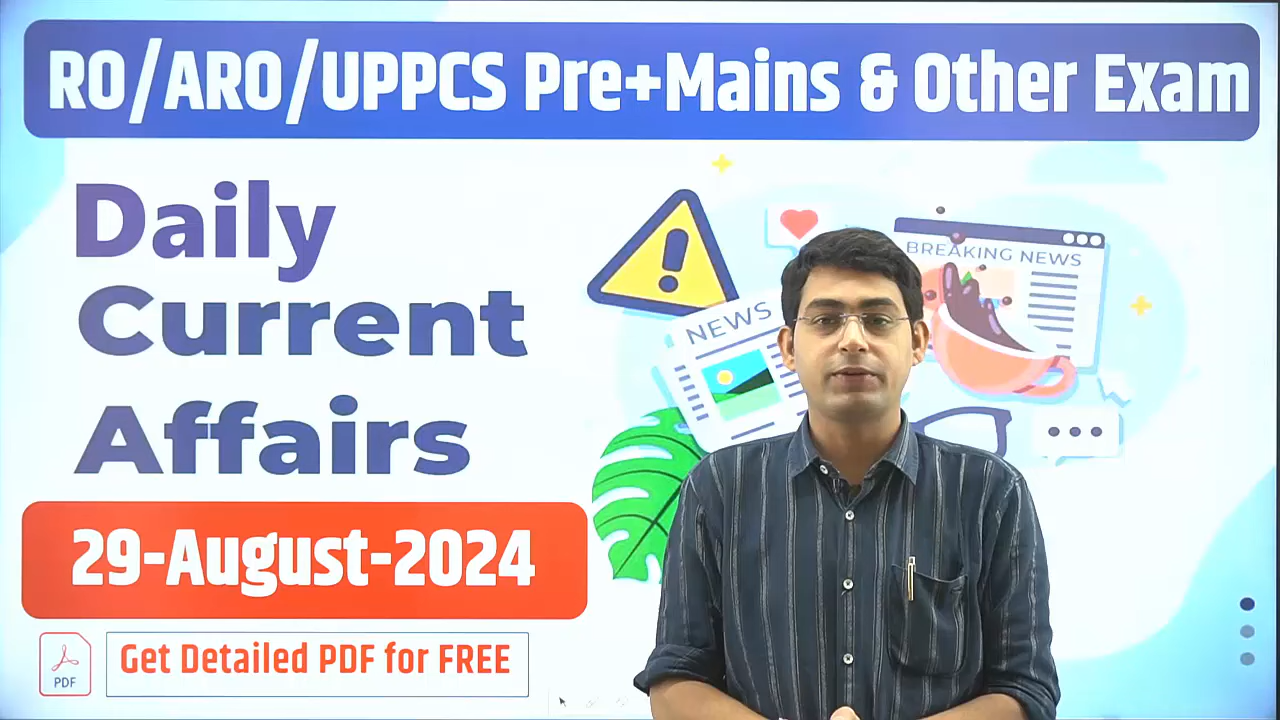 RO/ARO/UPPCS Pre+Mains & Other Exam
Daily
Current
Affairs
BREAKING NEWS
NEWS
29-August-2024
PDF
Get Detailed PDF for FREE